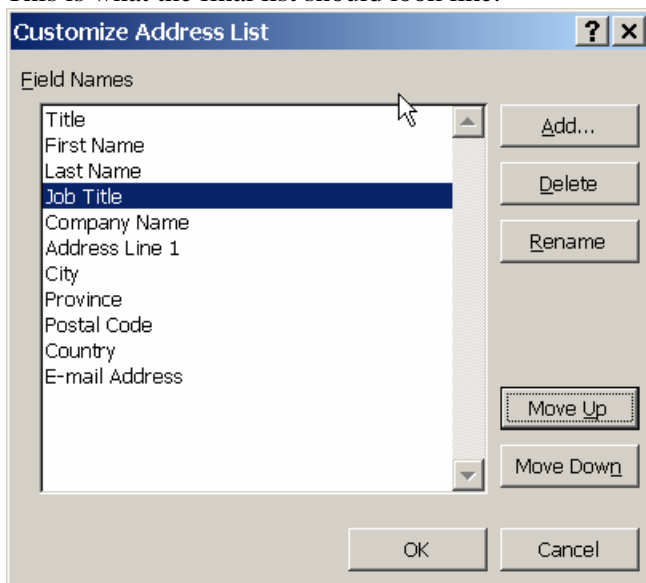 This is what the final list should look like:
Customize Address List
Field Names
Title
First Name
Last Name
Job Title
Company Name
Address Line 1
City
Province
Postal Code
Country
E-mail Address
Add...
Delete
Rename
Move Up
Move Down
OK
Cancel